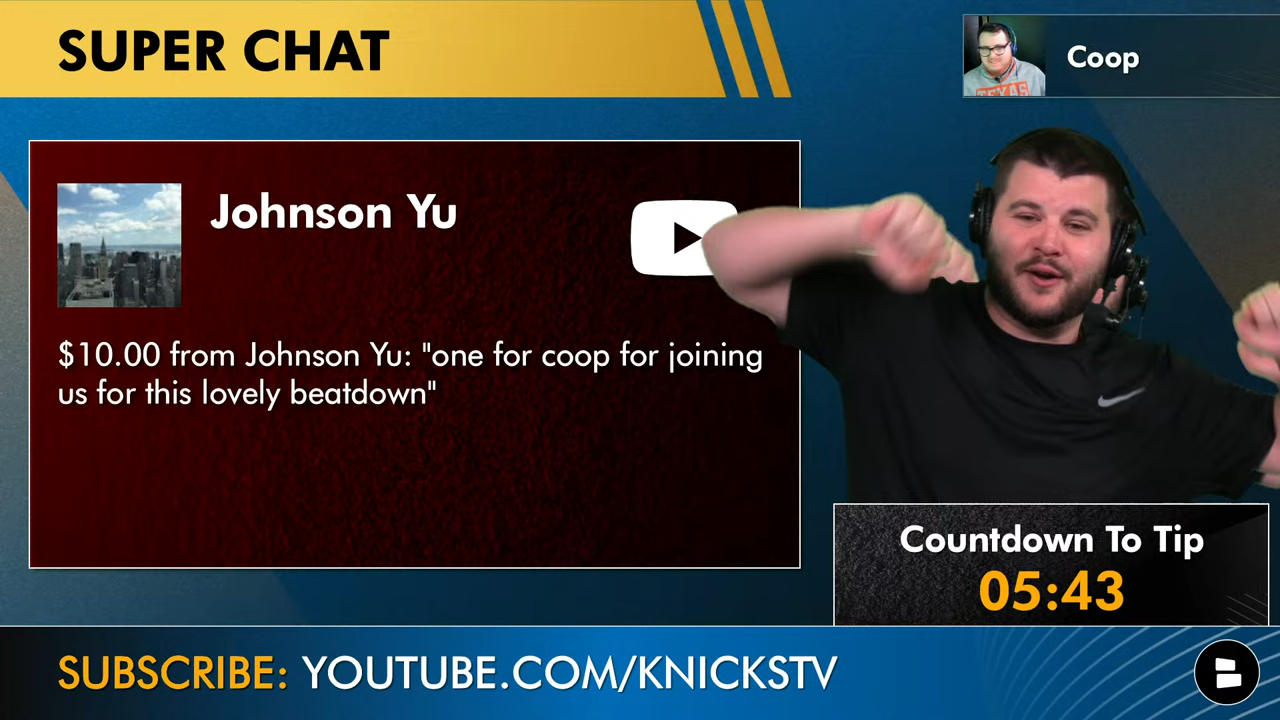 SUPER CHAT
Coop
TEXAS
Johnson Yu
$10.00 from Johnson Yu: "one for coop for joining
us for this lovely beatdown"
Countdown To Tip
05:43
SUBSCRIBE: YOUTUBE.COM/KNICKSTV